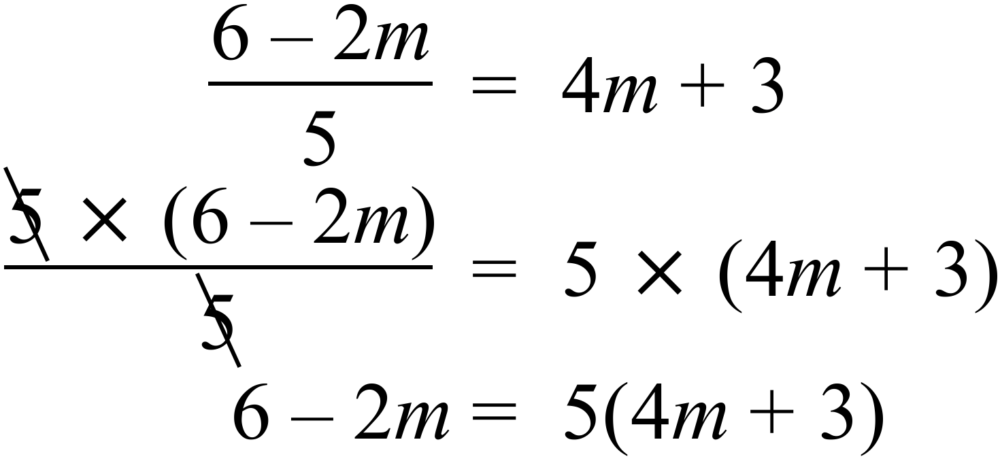 6 – 2m
5
= 4m + 3
5 × (6 – 2m)
5
= 5 × (4m + 3)
6 – 2m = 5(4m + 3)